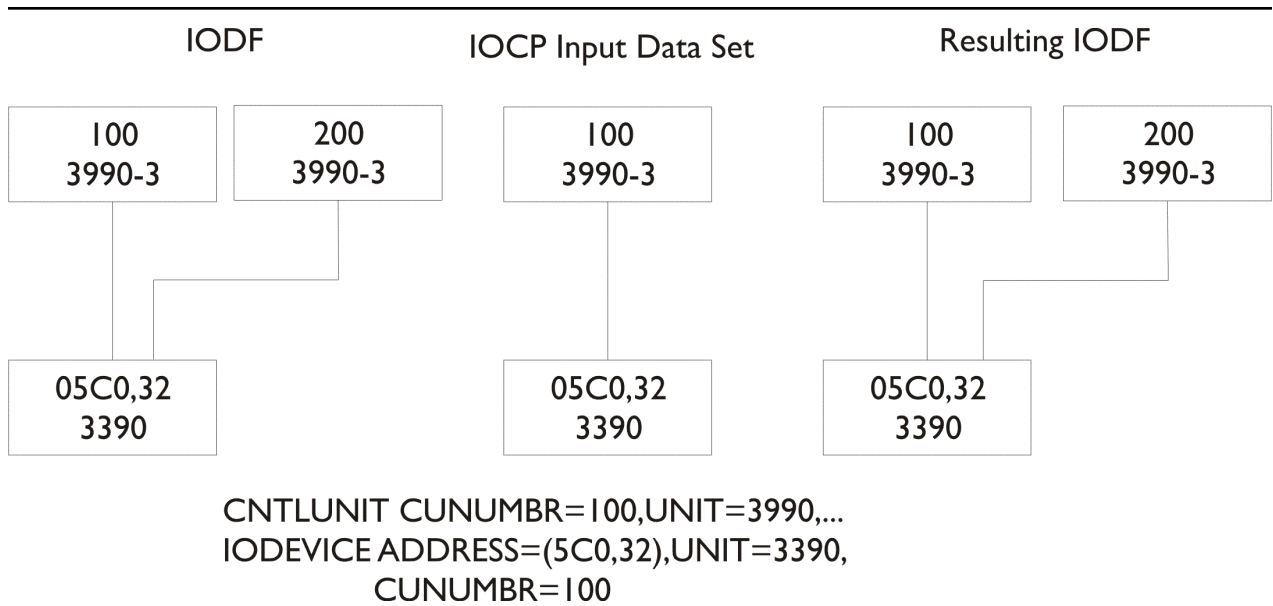 IODF
IOCP Input Data Set
Resulting IODF
100
3990-3
200
3990-3
100
3990-3
100
3990-3
200
3990-3
05C0,32
3390
05C0,32
3390
05C0,32
3390
CNTLUNIT CUNUMBR=100,UNIT=3990,...
IODEVICE ADDRESS=(5C0,32),UNIT=3390,
CUNUMBR=100